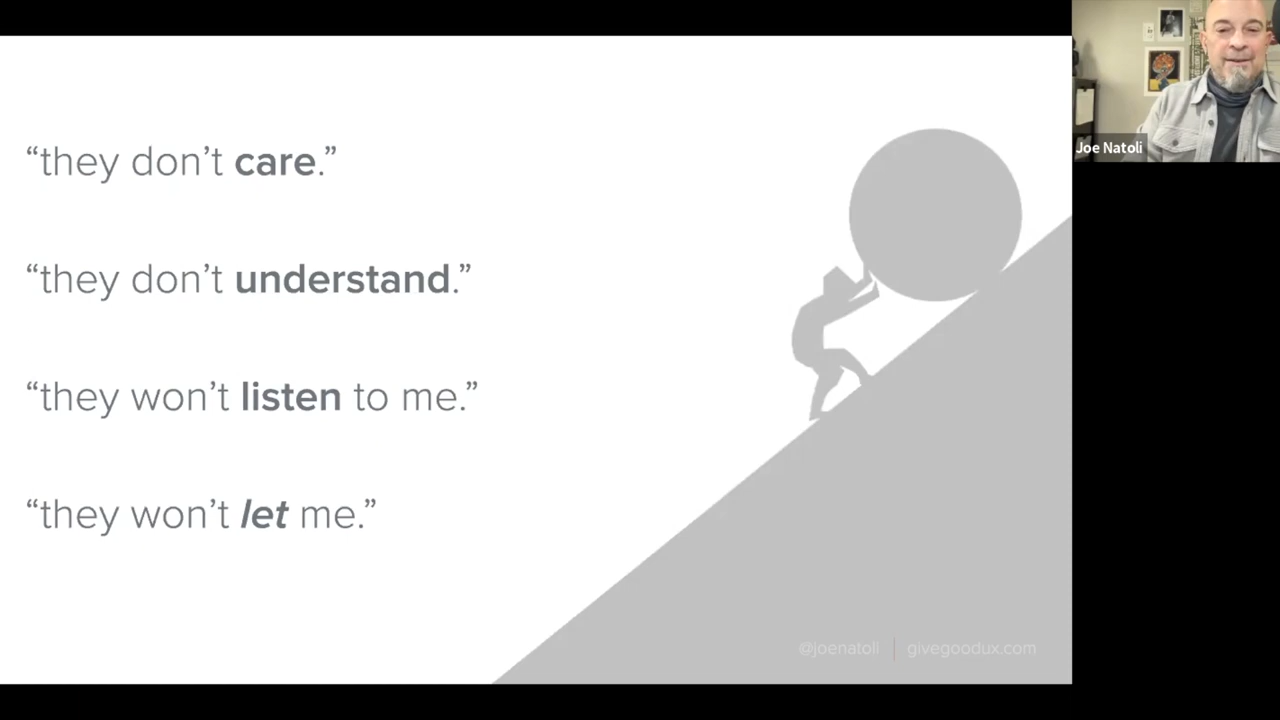 “they don’t care.”
“they don’t understand.”
“they won’t listen to me.”
“they won’t let me.”
@joenatoli | givegoodux.com
Joe Natoli